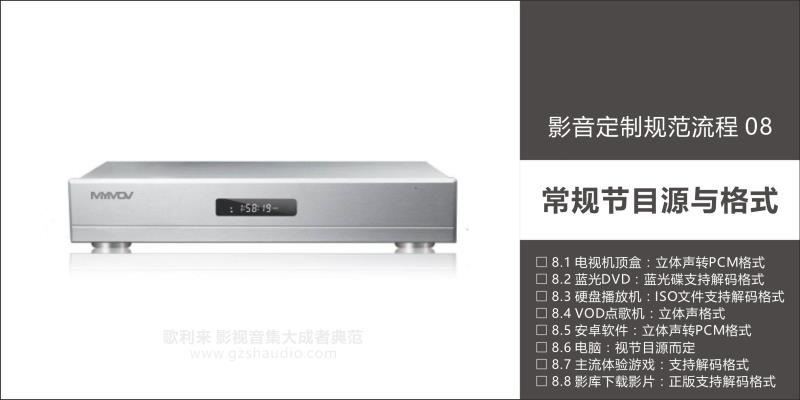 MYVOV
1:58:19
歌利来 影视音集大成者典范
www.gzshaudio.com
影音定制规范流程 08
常规节目源与格式
□ 8.1 电视机顶盒：立体声转PCM格式
□ 8.2 蓝光DVD：蓝光碟支持解码格式
□ 8.3 硬盘播放机：ISO文件支持解码格式
□ 8.4 VOD点歌机：立体声格式
□ 8.5 安卓软件：立体声转PCM格式
□ 8.6 电脑：视节目源而定
□ 8.7 主流体验游戏：支持解码格式
□ 8.8 影库下载影片：正版支持解码格式